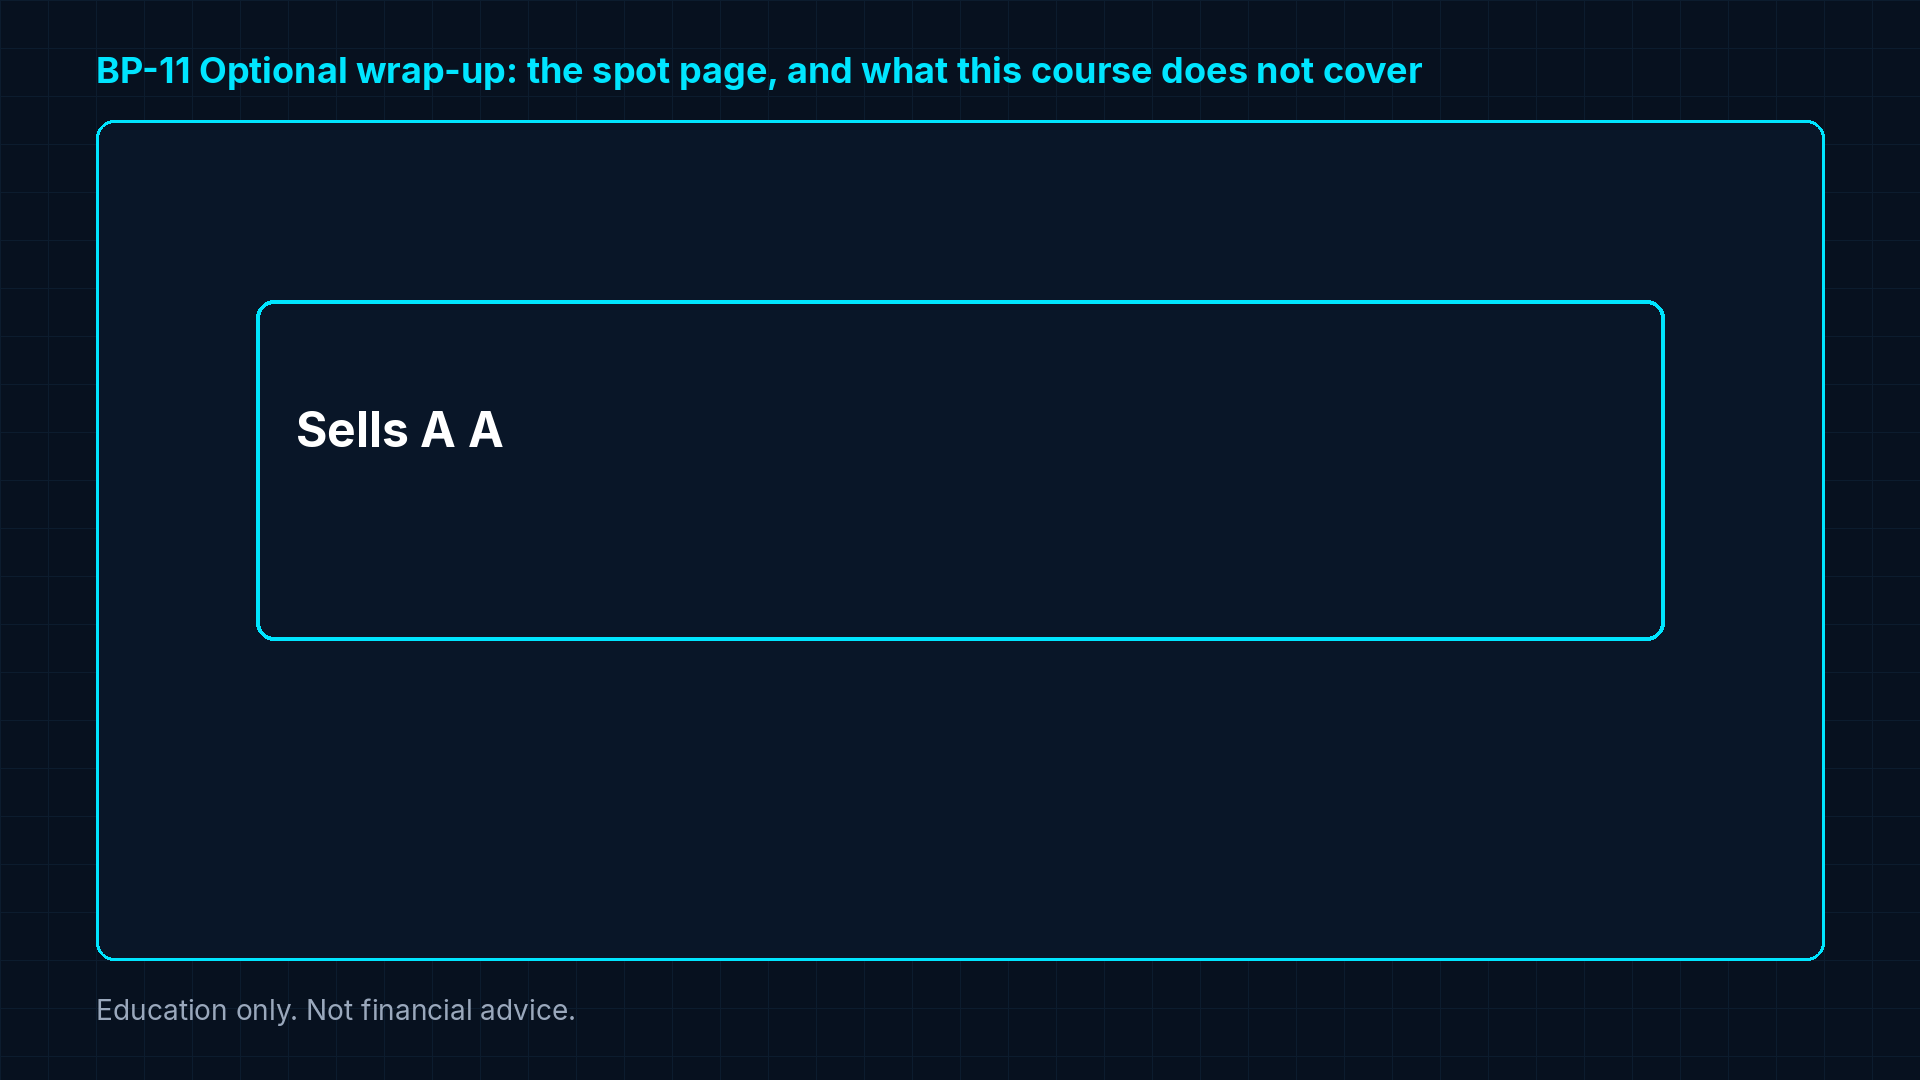 BP-11 Optional wrap-up: the spot page, and what this course does not cover
Sells A A
Education only. Not financial advice.